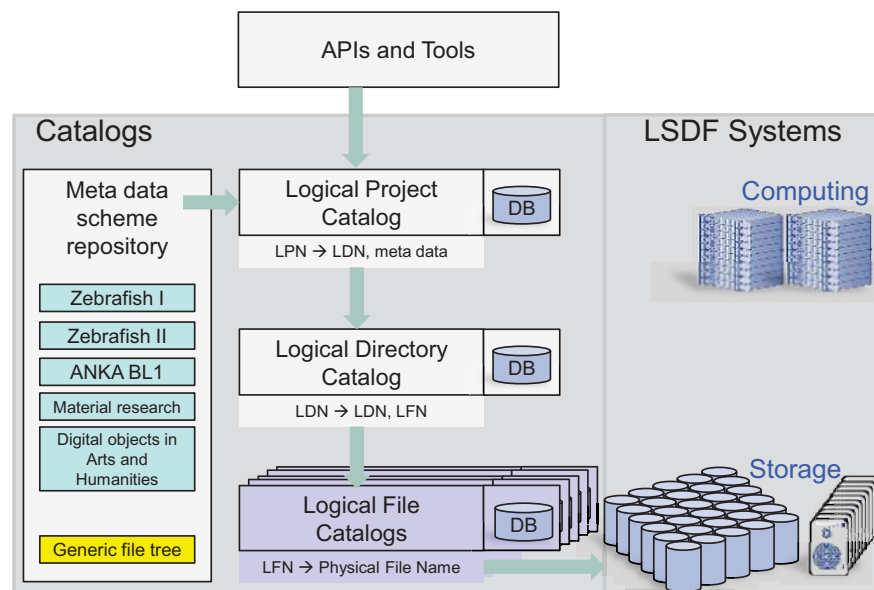 APIs and Tools
Catalogs
LSDF Systems
Meta data
scheme
repository
Zebrafish I
Zebrafish II
ANKA BL1
Material research
Digital objects in
Arts and
Humanities
Generic file tree
Logical Project
Catalog
DB
LPN → LDN, meta data
Logical Directory
Catalog
DB
LDN → LDN, LFN
Logical File
Catalogs
DB
LFN → Physical File Name
Computing
Storage